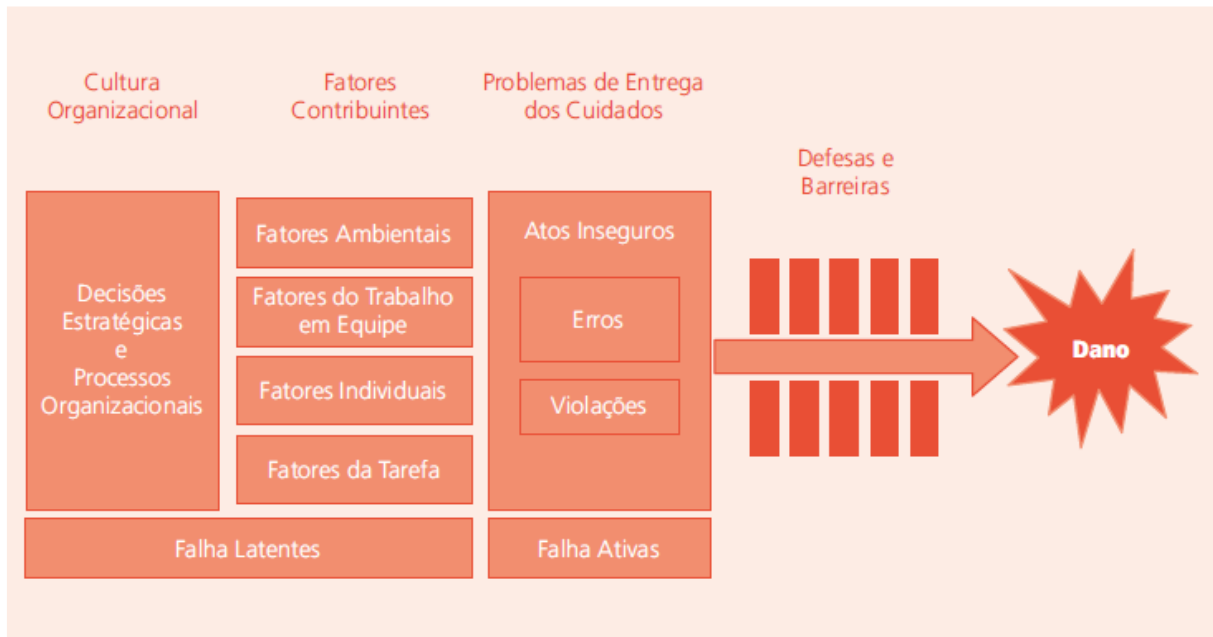 Cultura
Organizacional
Fatores
Contribuintes
Problemas de Entrega
dos Cuidados
Defesas e
Barreiras
Decisões
Estratégicas
e
Processos
Organizacionais
Fatores Ambientais
Fatores do Trabalho
em Equipe
Fatores Individuais
Fatores da Tarefa
Atos Inseguros
Erros
Violações
Dano
Falha Latentes
Falha Ativas